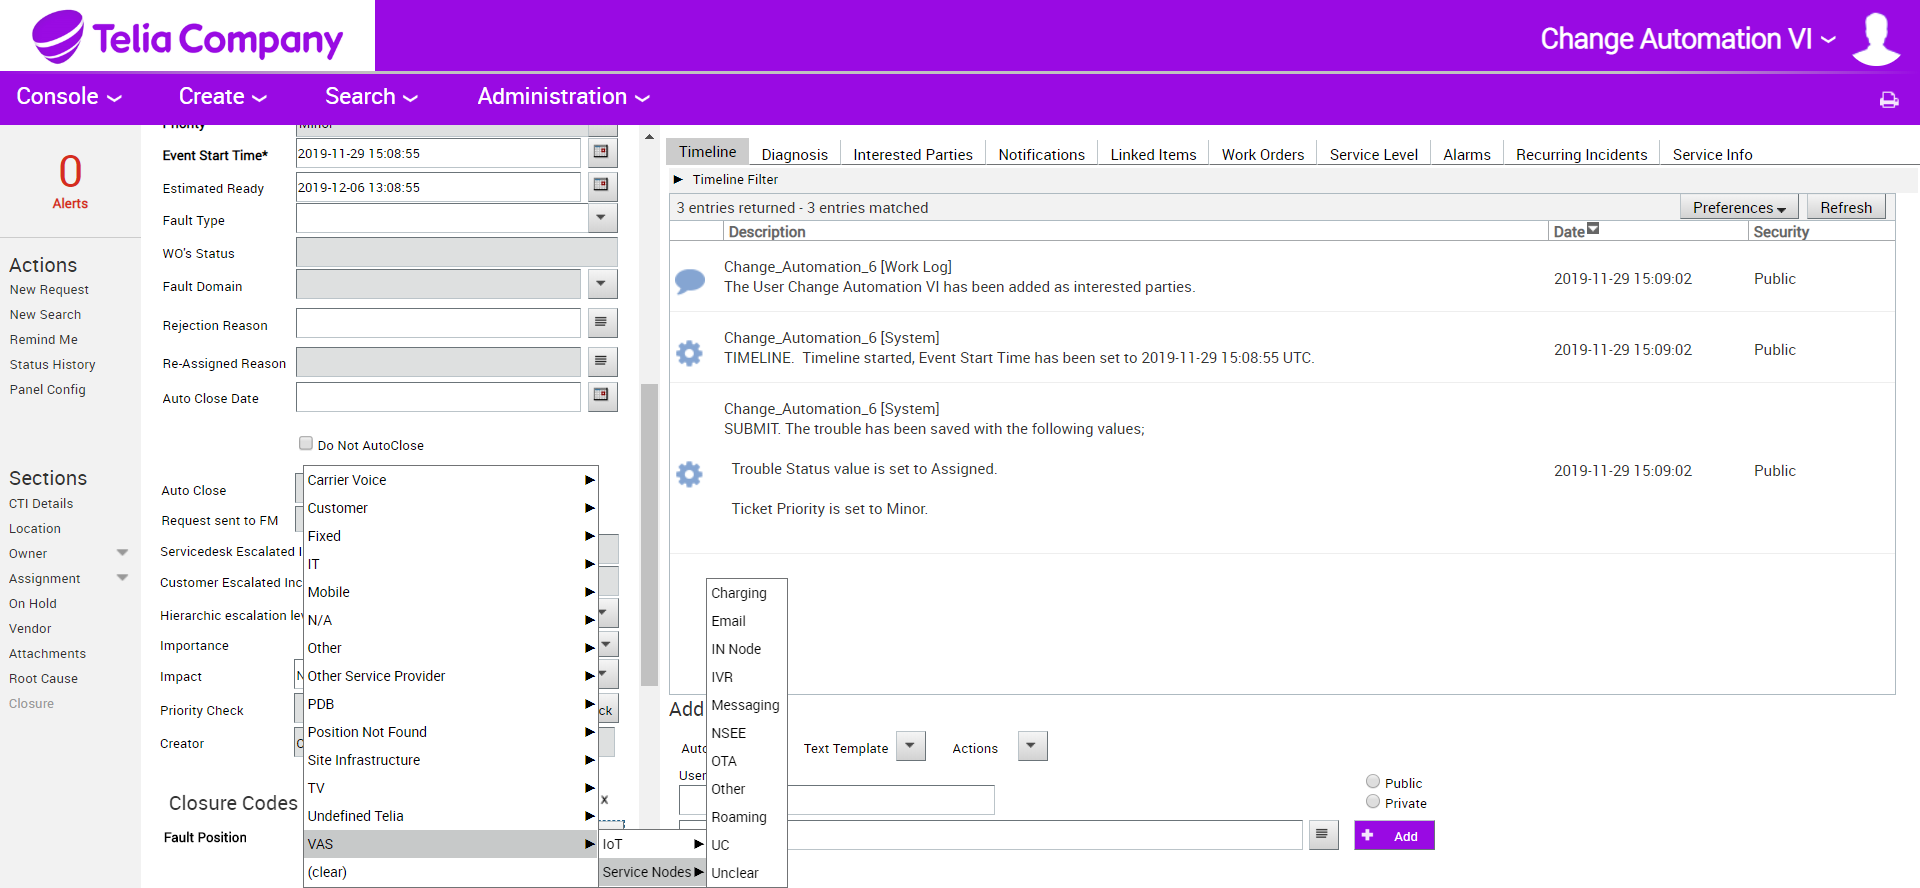 Telia Company
Change Automation VI
Console
Create
Search
Administration
0
Alerts
Actions
New Request
New Search
Remind Me
Status History
Panel Config
Sections
CTI Details
Location
Owner
Assignment
On Hold
Vendor
Attachments
Root Cause
Closure
Priority
Minor
Event Start Time*
2019-11-29 15:08:55
Estimated Ready
2019-12-06 13:08:55
Fault Type
WO's Status
Fault Domain
Rejection Reason
Re-Assigned Reason
Auto Close Date
Do Not AutoClose
Auto Close
Request sent to FM
Servicedesk Escalated I
Customer Escalated Inc
Hierarchic escalation le
Importance
Impact
N
Priority Check
ck
Creator
C
Closure Codes
x
Fault Position
Carrier Voice
Customer
Fixed
IT
Mobile
N/A
Other
Other Service Provider
PDB
Position Not Found
Site Infrastructure
TV
Undefined Telia
VAS
(clear)
IoT
Service Nodes
Charging
Email
IN Node
IVR
Messaging
NSEE
OTA
Other
Roaming
UC
Unclear
Timeline
Diagnosis
Interested Parties
Notifications
Linked Items
Work Orders
Service Level
Alarms
Recurring Incidents
Service Info
Timeline Filter
3 entries returned - 3 entries matched
Preferences
Refresh
Description
Date
Security
Change_Automation_6 [Work Log]
The User Change Automation VI has been added as interested parties.
2019-11-29 15:09:02
Public
Change_Automation_6 [System]
TIMELINE. Timeline started, Event Start Time has been set to 2019-11-29 15:08:55 UTC.
2019-11-29 15:09:02
Public
Change_Automation_6 [System]
SUBMIT. The trouble has been saved with the following values;
Trouble Status value is set to Assigned.
Ticket Priority is set to Minor.
2019-11-29 15:09:02
Public
Add
Auto
Text Template
Actions
User
Public
Private
Add